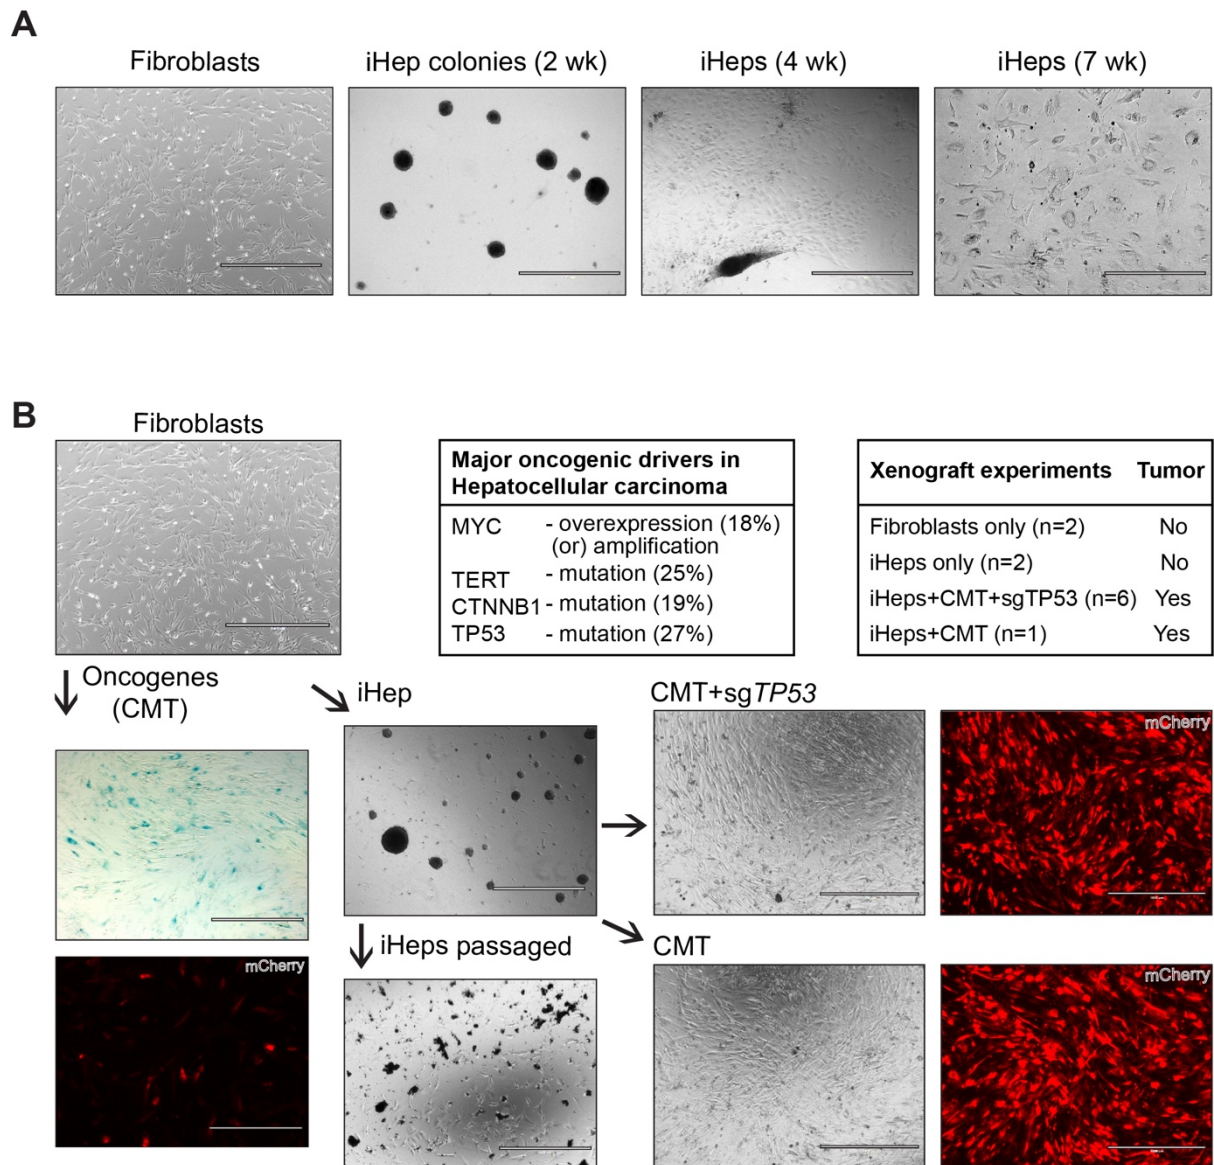 A
Fibroblasts
iHep colonies (2 wk)
iHeps (4 wk)
iHeps (7 wk)
B
Fibroblasts
Major oncogenic drivers in
Hepatocellular carcinoma
MYC - overexpression (18%)
(or) amplification
TERT - mutation (25%)
CTNNB1 - mutation (19%)
TP53 - mutation (27%)
Xenograft experiments Tumor
Fibroblasts only (n=2) No
iHeps only (n=2) No
iHeps+CMT+sgTP53 (n=6) Yes
iHeps+CMT (n=1) Yes
Oncogenes
(CMT)
iHep
CMT+sgTP53
mCherry
mCherry
iHeps passaged
CMT
mCherry